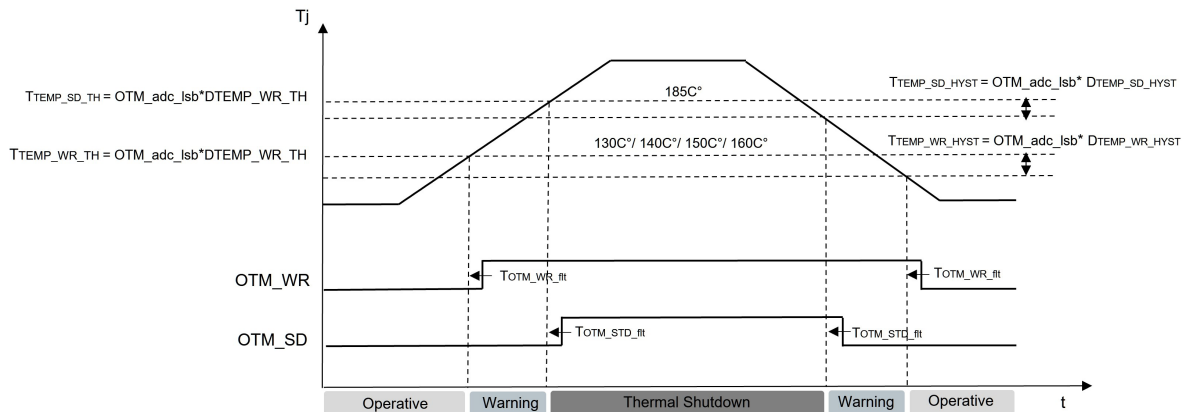 Tj
TTEMP_SD_TH = OTM_adc_lsb*DTEMP_WR_TH
185C°
TTEMP_SD_HYST = OTM_adc_lsb* DTEMP_SD_HYST
TTEMP_WR_TH = OTM_adc_lsb*DTEMP_WR_TH
130C°/ 140C°/ 150C°/ 160C°
TTEMP_WR_HYST = OTM_adc_lsb* DTEMP_WR_HYST
OTM_WR
TOTM_WR_flt
TOTM_WR_flt
OTM_SD
TOTM_STD_flt
TOTM_STD_flt
Operative
Warning
Thermal Shutdown
Warning
Operative
t